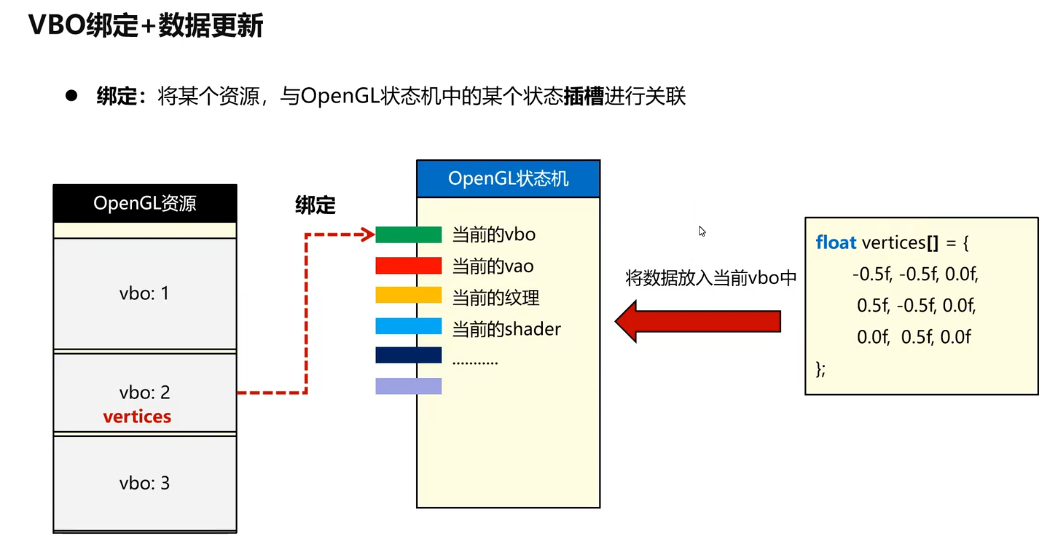 VBO绑定+数据更新
● 绑定：将某个资源，与OpenGL状态机中的某个状态插槽进行关联
OpenGL资源
vbo: 1
vbo: 2
vertices
vbo: 3
绑定
OpenGL状态机
当前的vbo
当前的vao
当前的纹理
当前的shader
...........
将数据放入当前vbo中
float vertices[] = {
-0.5f, -0.5f, 0.0f,
0.5f, -0.5f, 0.0f,
0.0f, 0.5f, 0.0f
};